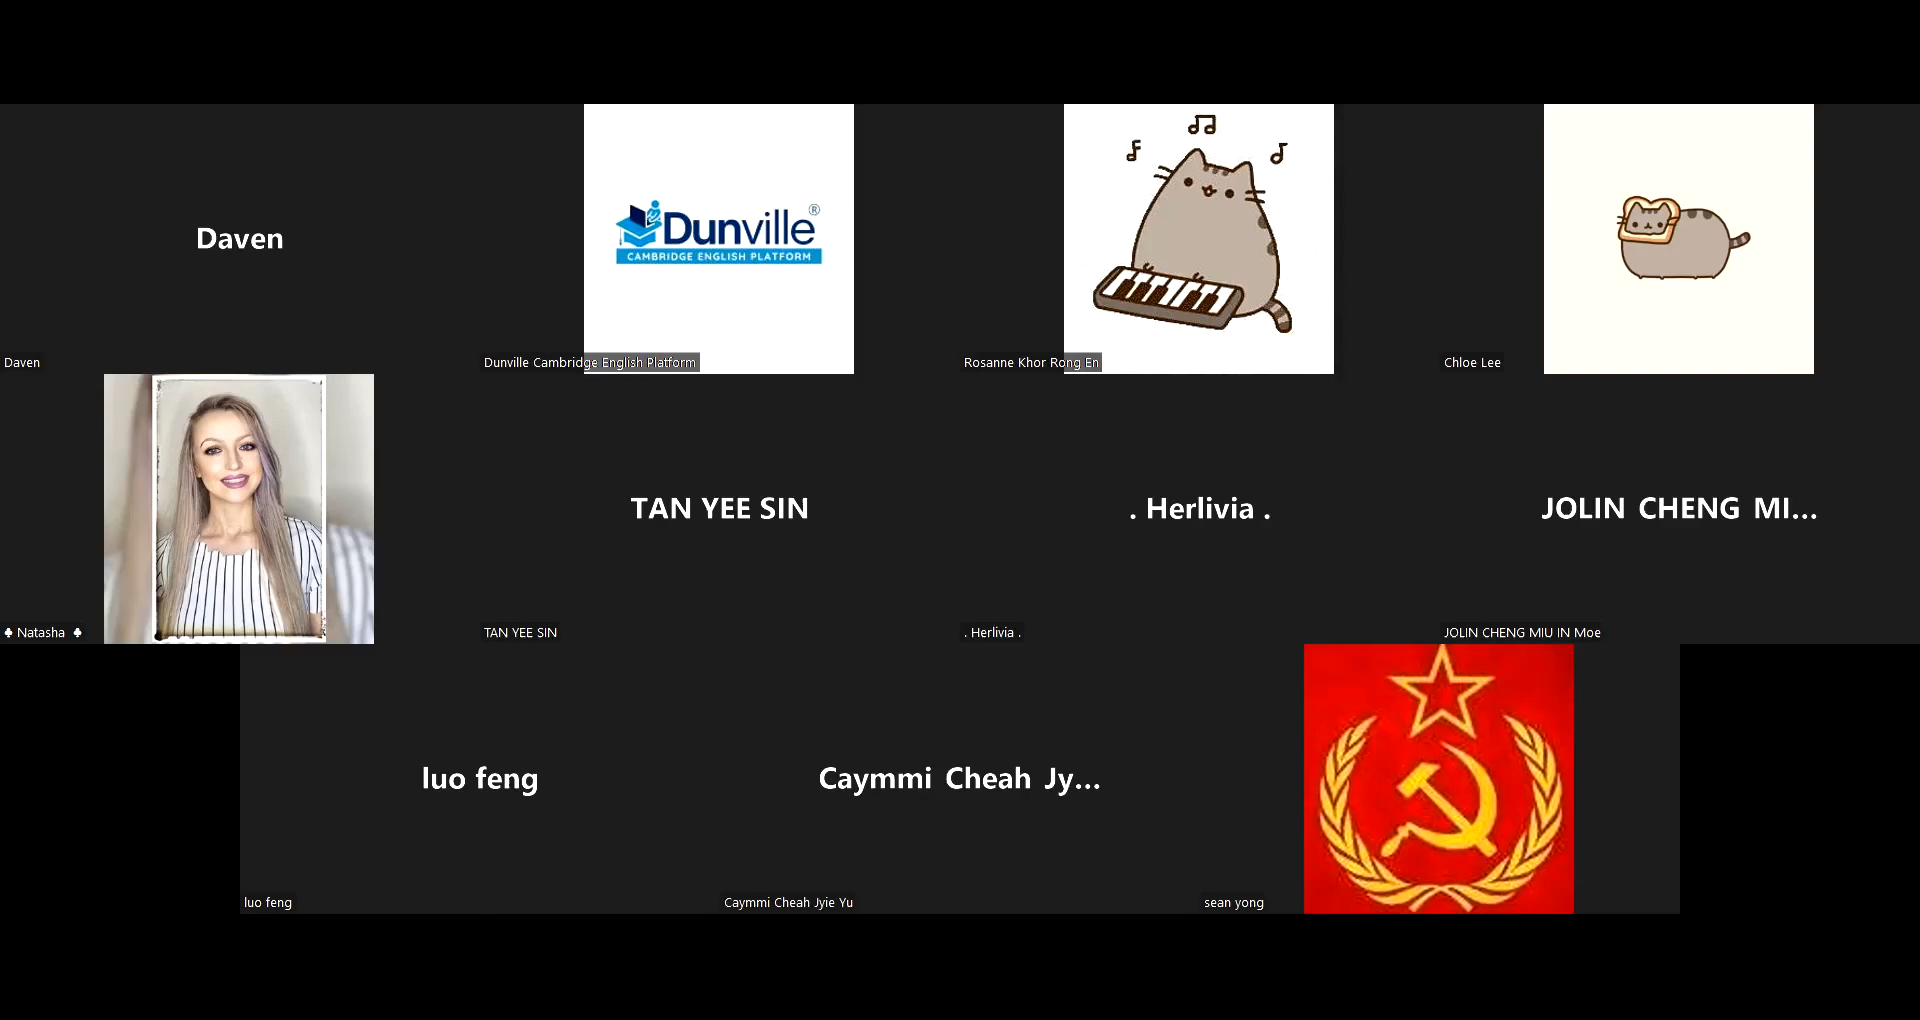 Daven
Daven
Dunville®
CAMBRIDGE ENGLISH PLATFORM
Dunville Cambridge English Platform
Rosanne Khor Rong En
Chloe Lee
♣ Natasha ♣
TAN YEE SIN
TAN YEE SIN
. Herlivia .
. Herlivia .
JOLIN CHENG MI...
JOLIN CHENG MIU IN Moe
luo feng
luo feng
Caymmi Cheah Jy...
Caymmi Cheah Jyie Yu
sean yong